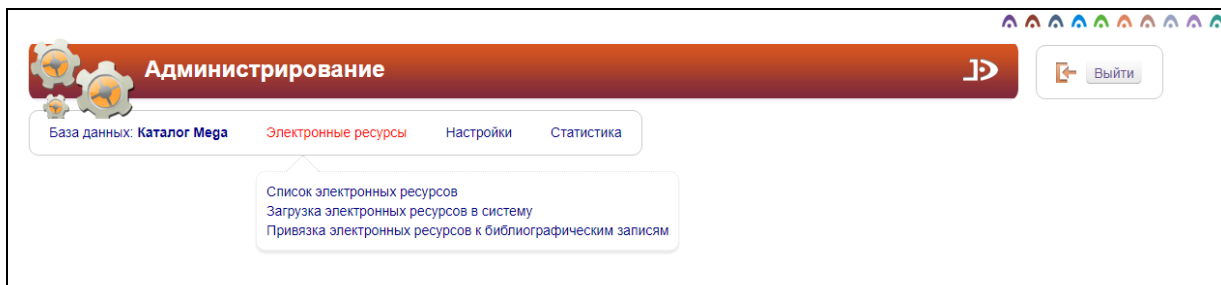 Администрирование
Выйти
База данных: Каталог Mega Электронные ресурсы Настройки Статистика
Список электронных ресурсов
Загрузка электронных ресурсов в систему
Привязка электронных ресурсов к библиографическим записям